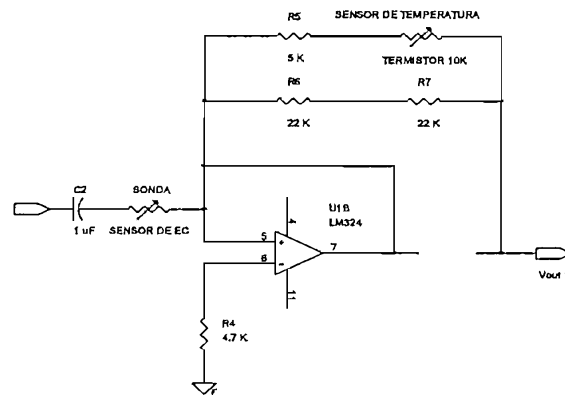 R5
SENSOR DE TEMPERATURA
5 K
TERMISTOR 10K
R6
R7
22 K
22 K
C2
SONDA
1 uF
SENSOR DE EC
U1B
LM324
4
5
+
7
6
-
11
Vout
R4
4.7 K